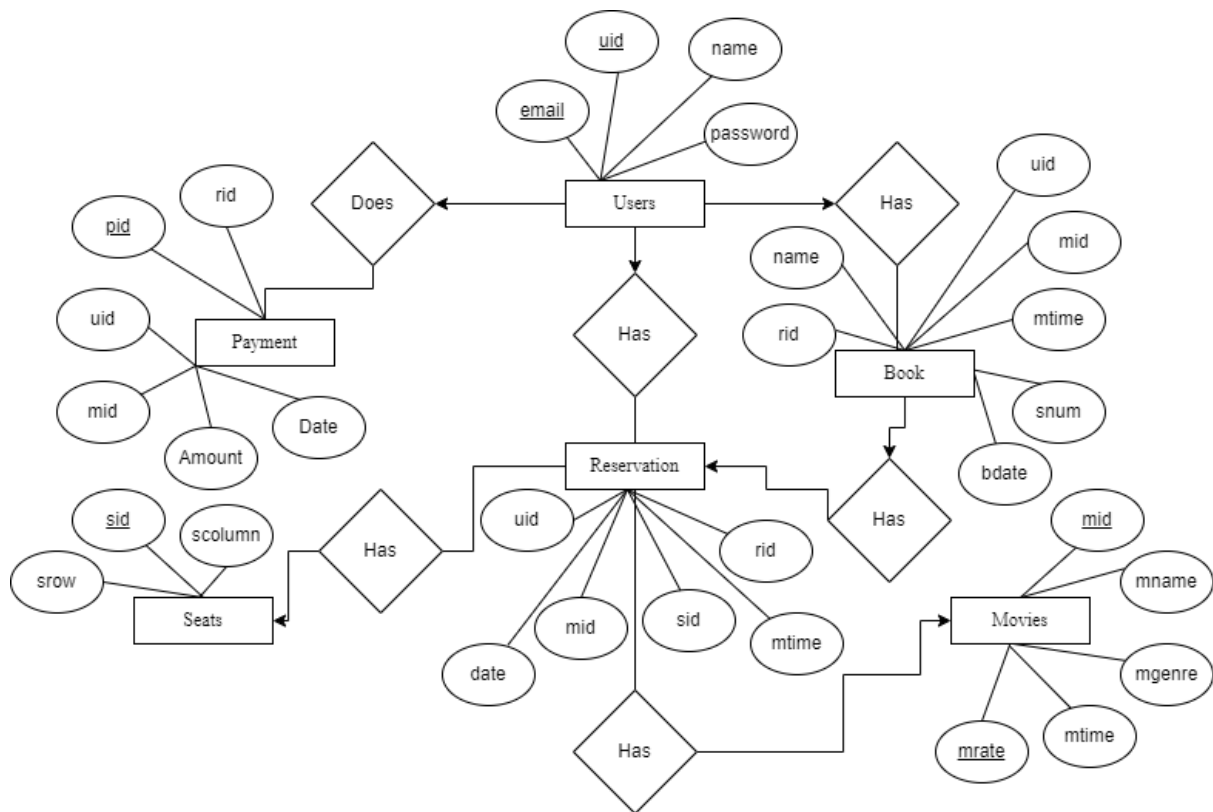 uid
name
email
password
uid
rid
Does
Users
Has
pid
mid
name
uid
mtime
Has
rid
Payment
Book
mid
Date
snum
Amount
Reservation
bdate
sid
scolumn
uid
Has
mid
Has
rid
srow
mname
Seats
mid
sid
Movies
mtime
date
mgenre
mtime
Has
mrate